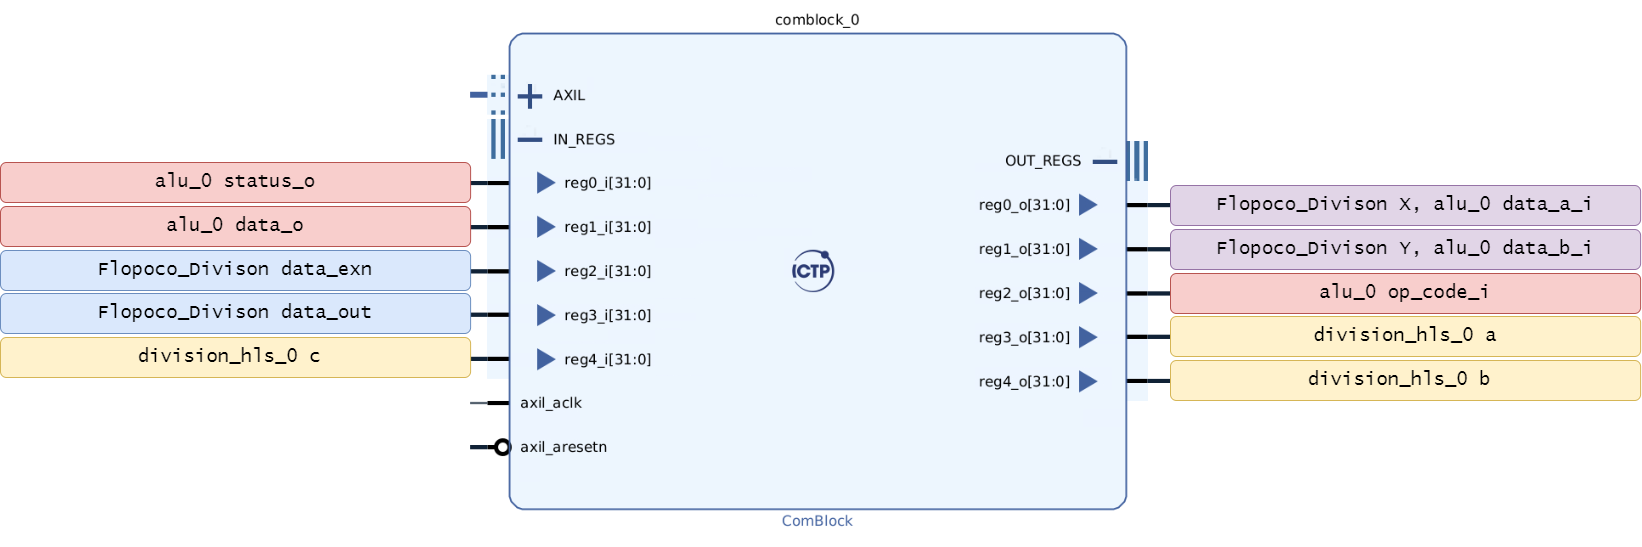 comblock_0
AXIL
IN_REGS
alu_0 status_o
reg0_i[31:0]
alu_0 data_o
reg1_i[31:0]
Flopoco_Divison data_exn
reg2_i[31:0]
Flopoco_Divison data_out
reg3_i[31:0]
division_hls_0 c
reg4_i[31:0]
axil_aclk
axil_aresetn
ICTP
OUT_REGS
reg0_o[31:0]
Flopoco_Divison X, alu_0 data_a_i
reg1_o[31:0]
Flopoco_Divison Y, alu_0 data_b_i
reg2_o[31:0]
alu_0 op_code_i
reg3_o[31:0]
division_hls_0 a
reg4_o[31:0]
division_hls_0 b
ComBlock